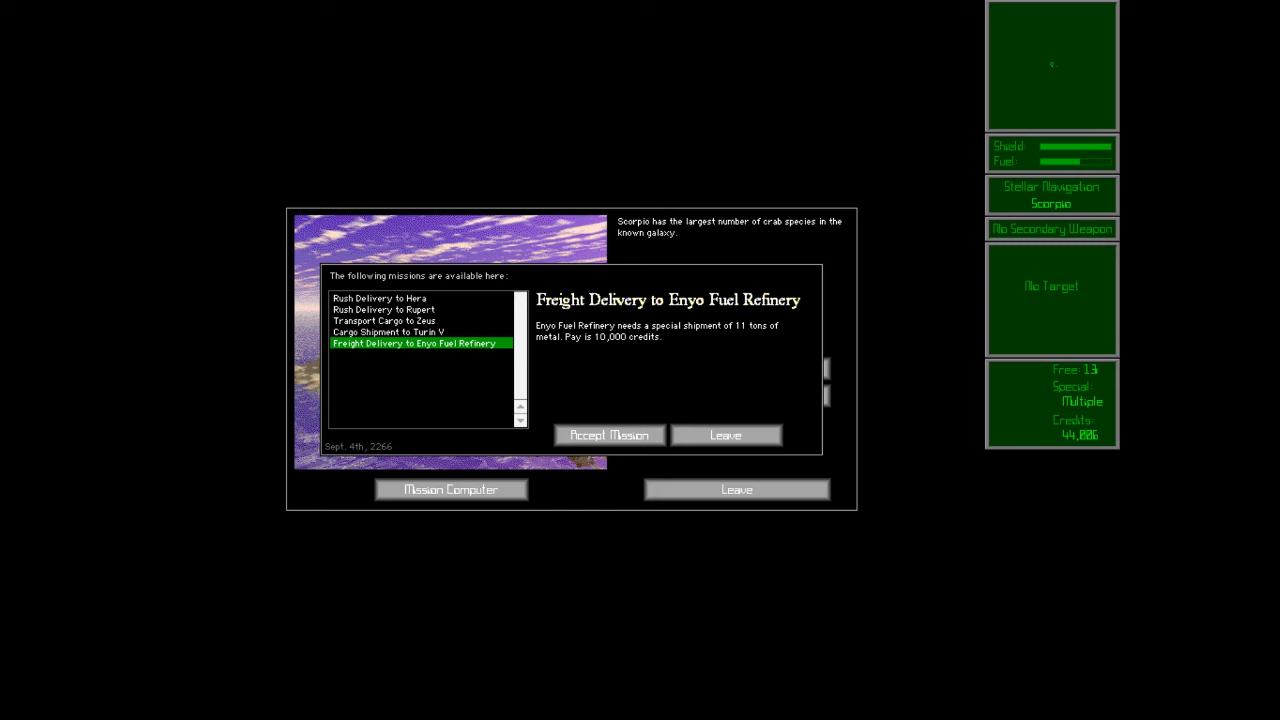 Shield:
Fuel:
Stellar Navigation
Scorpio
No Secondary Weapon
No Target
Free: 13
Special:
Multiple
Credits:
44,006
Scorpio has the largest number of crab species in the
known galaxy.
The following missions are available here:
Rush Delivery to Hera
Rush Delivery to Rupert
Transport Cargo to Zeus
Cargo Shipment to Turin V
Freight Delivery to Enyo Fuel Refinery
Freight Delivery to Enyo Fuel Refinery
Enyo Fuel Refinery needs a special shipment of 11 tons of
metal. Pay is 10,000 credits.
Accept Mission
Leave
Sept. 4th, 2266
Mission Computer
Leave